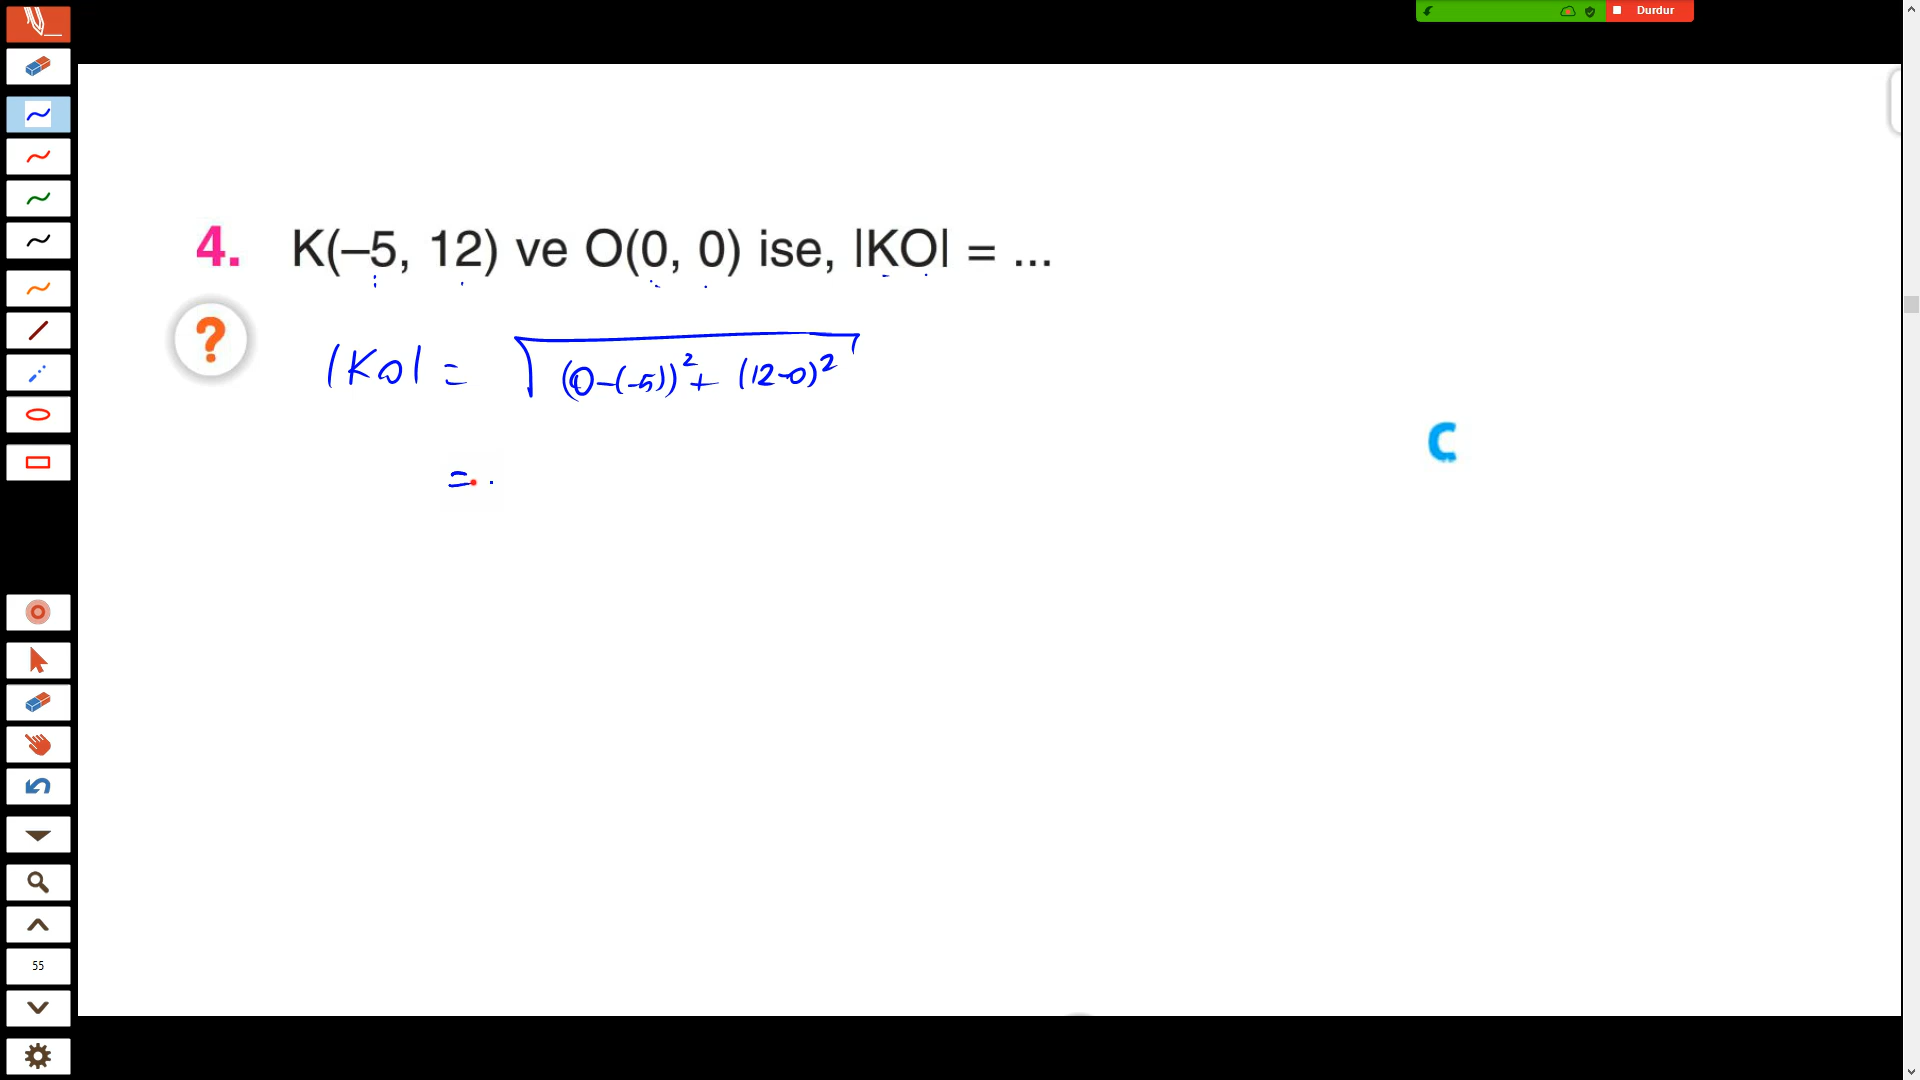 Durdur
4. K(–5, 12) ve O(0, 0) ise, |KO| = ...
?
|KO| = √((0-(-5))² + (12-0)²)
C
= .
55